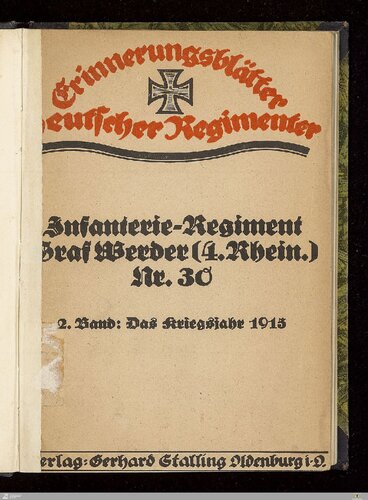 Erinnerungsblätter
Deutscher Regimenter
Infanterie-Regiment
Graf Werder (4. Rhein.)
Nr. 30
2. Band: Das Kriegsjahr 1915
Verlag: Gerhard Stalling Oldenburg i. O.